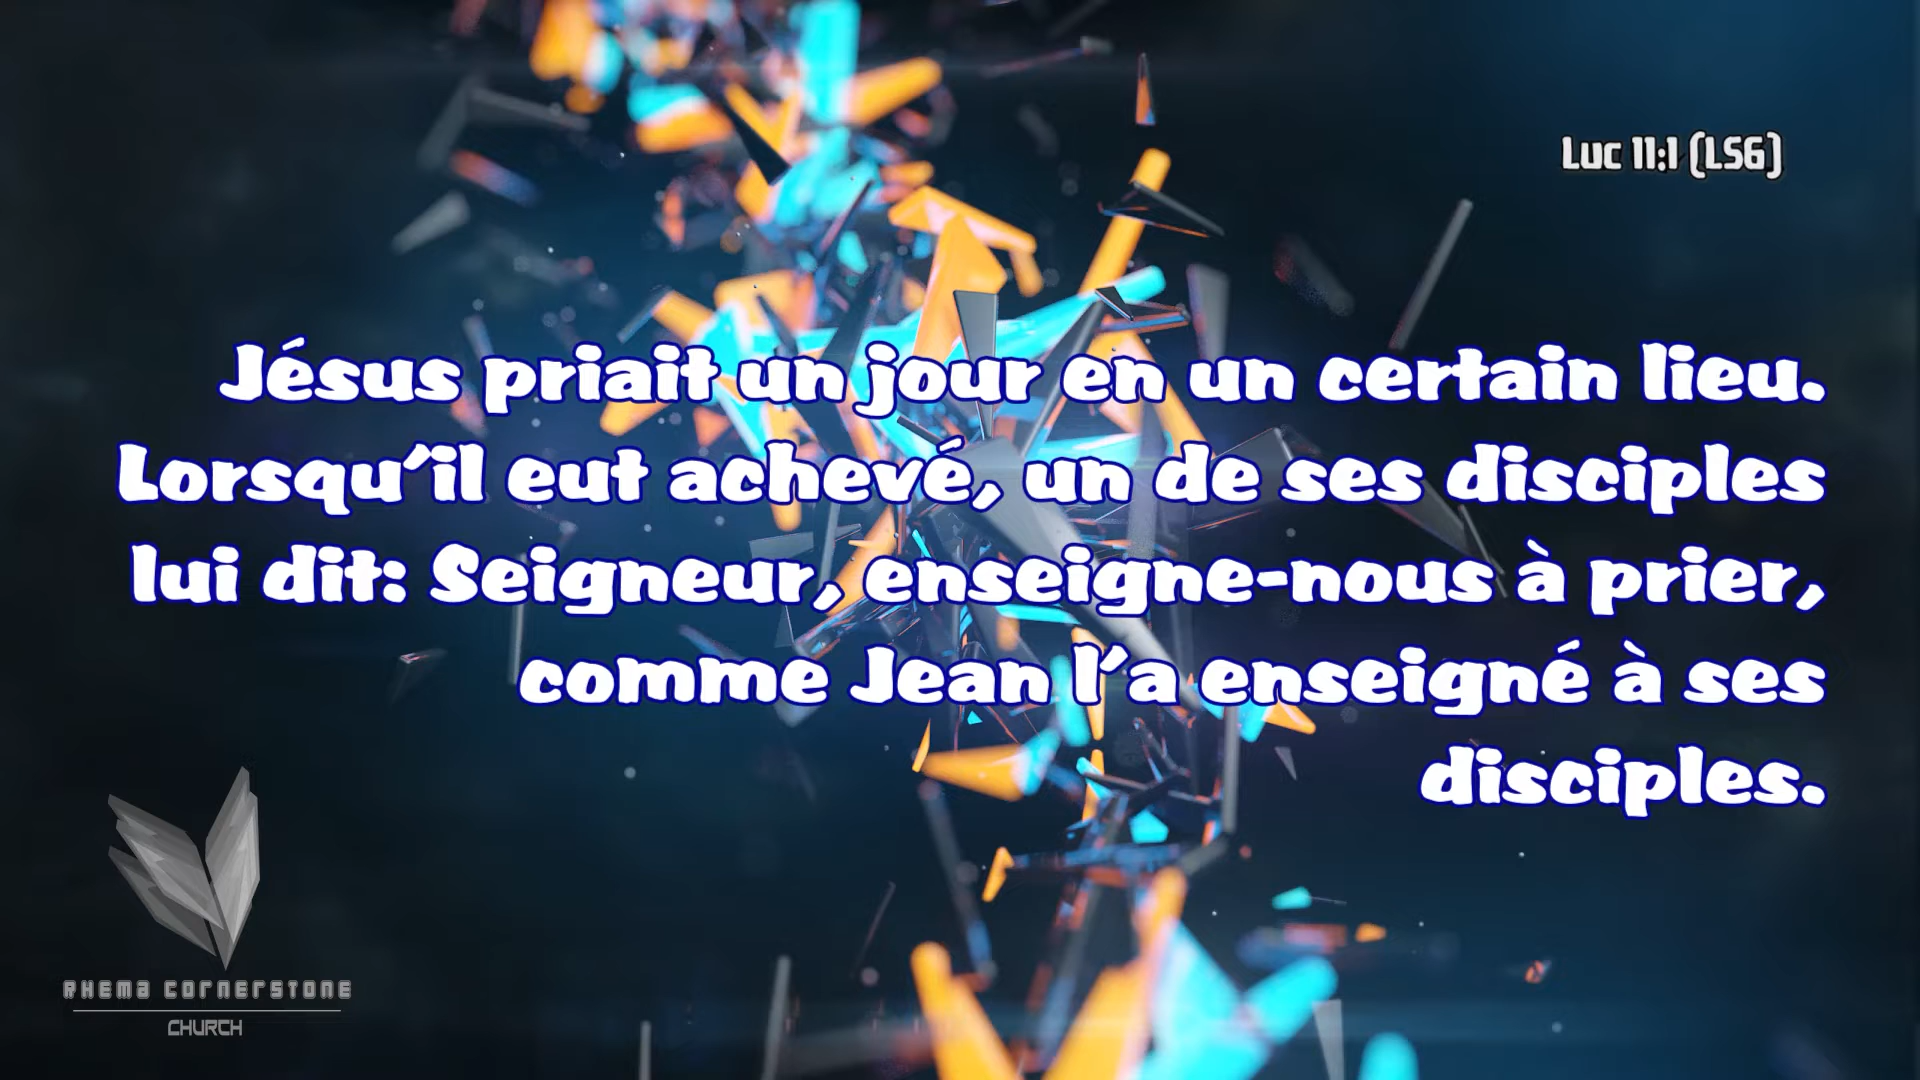 Luc 11:1 (LSG)
Jésus priait un jour en un certain lieu.
Lorsqu'il eut achevé, un de ses disciples
lui dit: Seigneur, enseigne-nous à prier,
comme Jean l'a enseigné à ses
disciples.
RHEMA CORNERSTONE
CHURCH